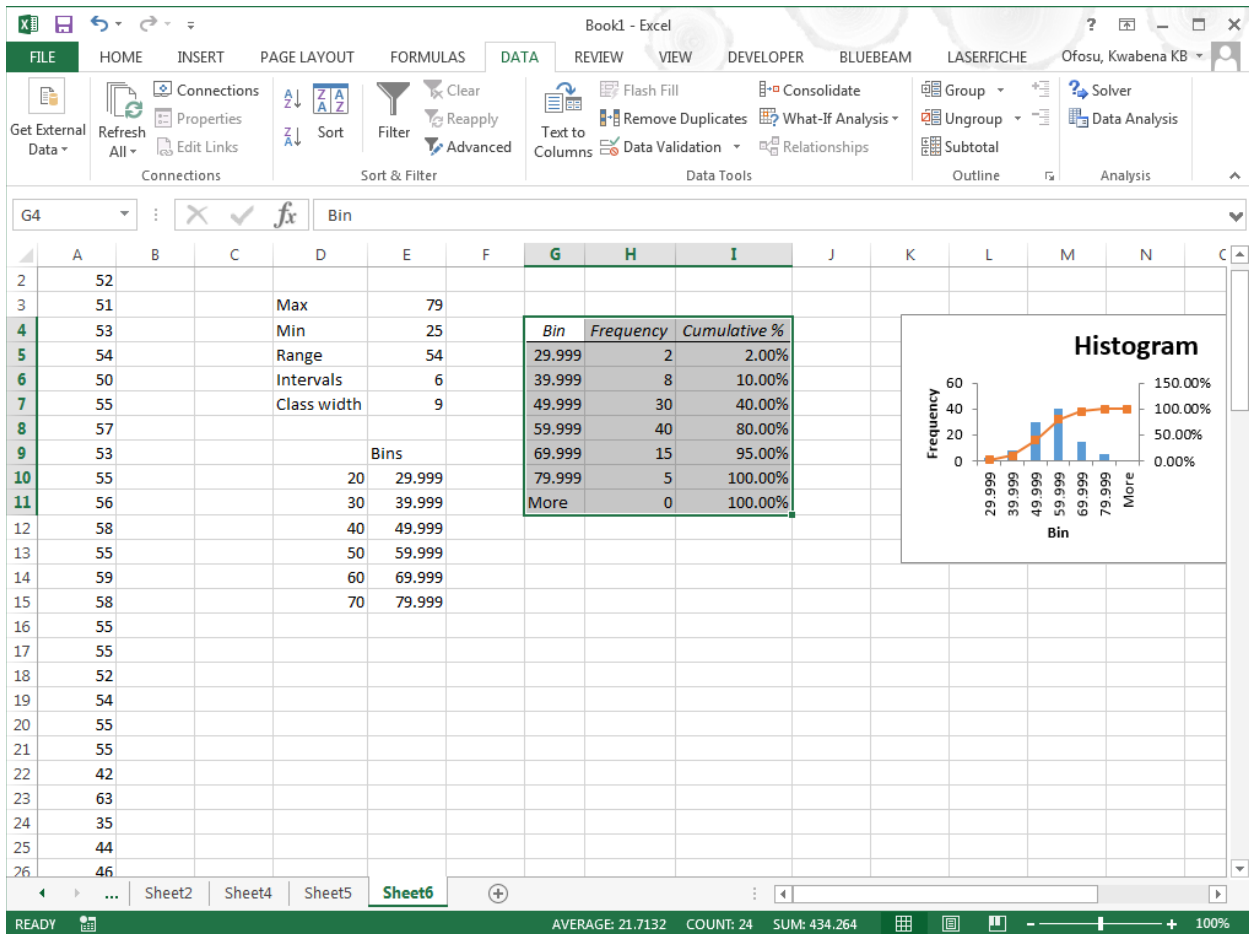 Book1 - Excel
FILE HOME INSERT PAGE LAYOUT FORMULAS DATA REVIEW VIEW DEVELOPER BLUEBEAM LASERFICHE Ofosu, Kwabena KB
Get External Data
Refresh All
Connections
Properties
Edit Links
Connections
Sort
Filter
Clear
Reapply
Advanced
Sort & Filter
Text to Columns
Flash Fill
Remove Duplicates
Data Validation
Consolidate
What-If Analysis
Relationships
Data Tools
Group
Ungroup
Subtotal
Outline
Solver
Data Analysis
Analysis
G4 fx Bin
A B C D E F G H I J K L M N C
2 52
3 51 Max 79
4 53 Min 25 Bin Frequency Cumulative %
5 54 Range 54 29.999 2 2.00%
6 50 Intervals 6 39.999 8 10.00%
7 55 Class width 9 49.999 30 40.00%
8 57 59.999 40 80.00%
9 53 Bins 69.999 15 95.00%
10 55 20 29.999 79.999 5 100.00%
11 56 30 39.999 More 0 100.00%
12 58 40 49.999
13 55 50 59.999
14 59 60 69.999
15 58 70 79.999
16 55
17 55
18 52
19 54
20 55
21 55
22 42
23 63
24 35
25 44
26 46
Histogram
Frequency
60
40
20
0
150.00%
100.00%
50.00%
0.00%
29.999
39.999
49.999
59.999
69.999
79.999
More
Bin
... Sheet2 Sheet4 Sheet5 Sheet6
READY AVERAGE: 21.7132 COUNT: 24 SUM: 434.264 100%